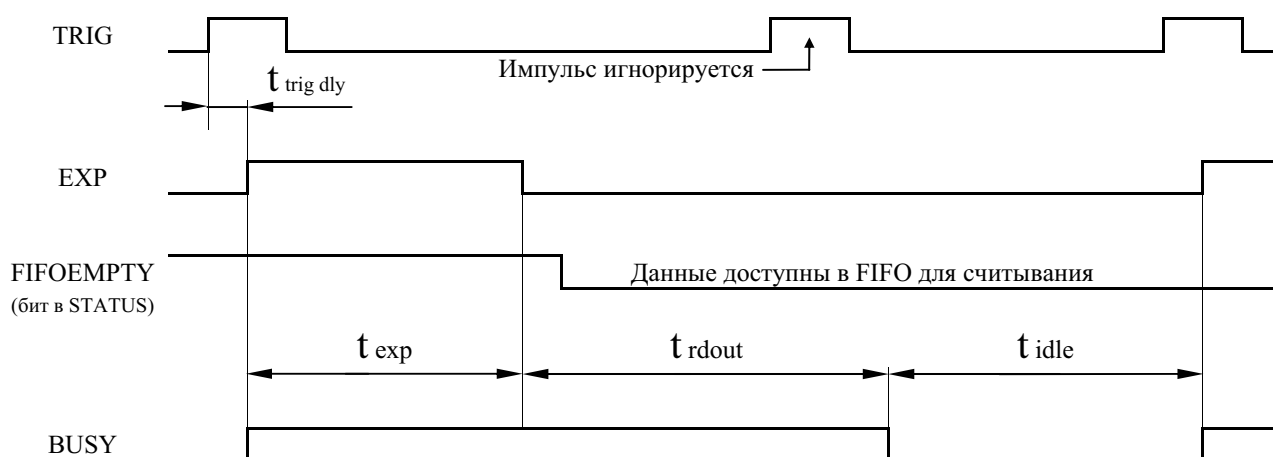 TRIG
Импульс игнорируется
t trig dly
EXP
FIFOEMPTY
(бит в STATUS)
Данные доступны в FIFO для считывания
t exp
t rdout
t idle
BUSY